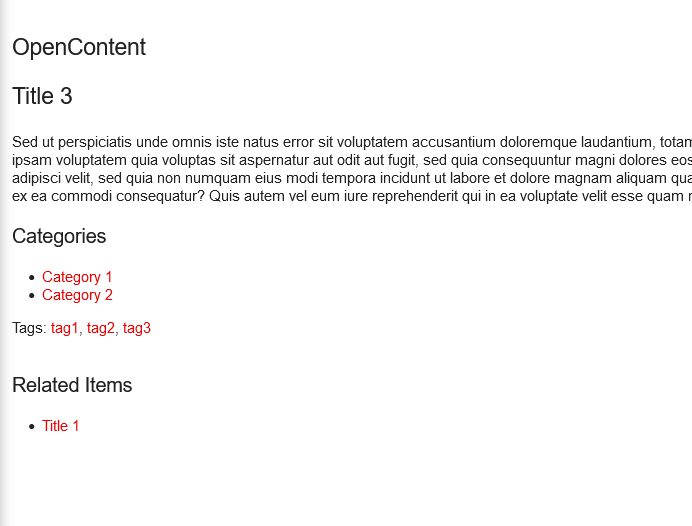 OpenContent
Title 3
Sed ut perspiciatis unde omnis iste natus error sit voluptatem accusantium doloremque laudantium, totam
ipsam voluptatem quia voluptas sit aspernatur aut odit aut fugit, sed quia consequuntur magni dolores eos
adipisci velit, sed quia non numquam eius modi tempora incidunt ut labore et dolore magnam aliquam
ex ea commodi consequatur? Quis autem vel eum iure reprehenderit qui in ea voluptate velit esse quam
Categories
Category 1
Category 2
Tags: tag1, tag2, tag3
Related Items
Title 1